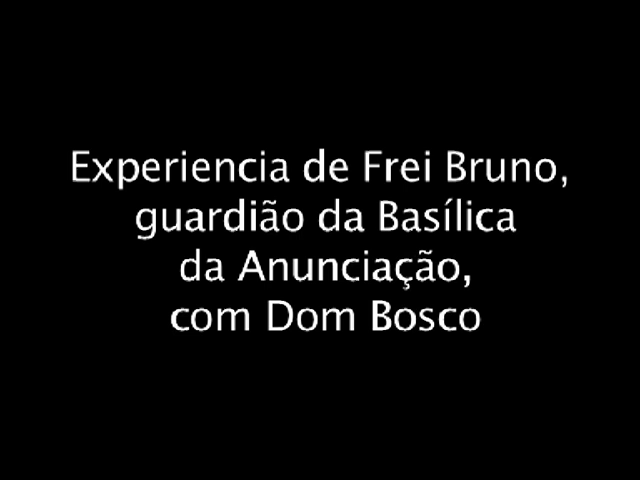 Experiencia de Frei Bruno,
guardião da Basílica
da Anunciação,
com Dom Bosco